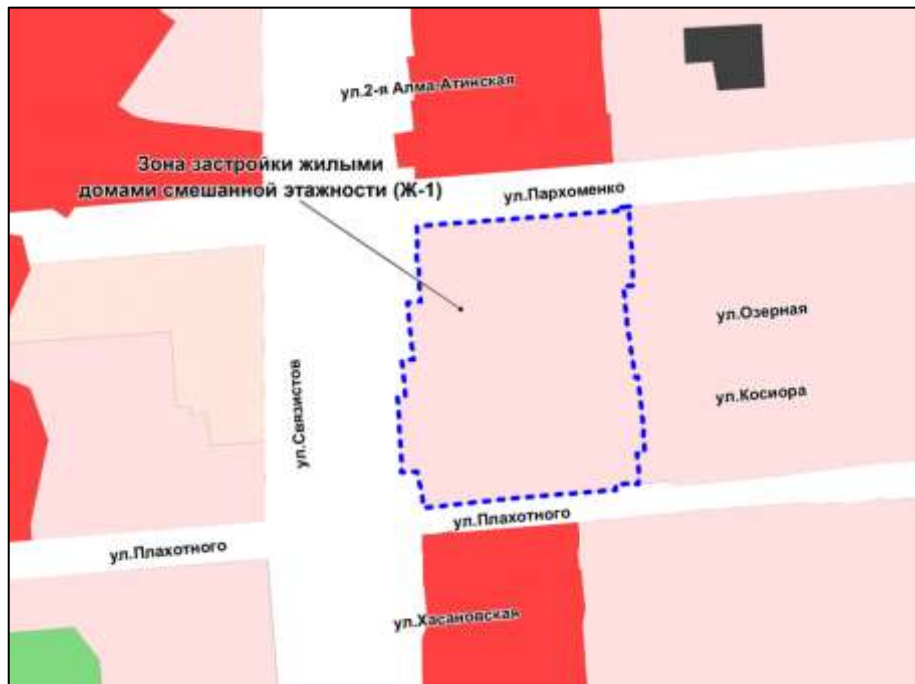 ул.2-я Алма-Атинская
Зона застройки жилыми
домами смешанной этажности (Ж-1)
ул.Пархоменко
ул.Озерная
ул.Связистов
ул.Косиора
ул.Плахотного
ул.Плахотного
ул.Хасановская